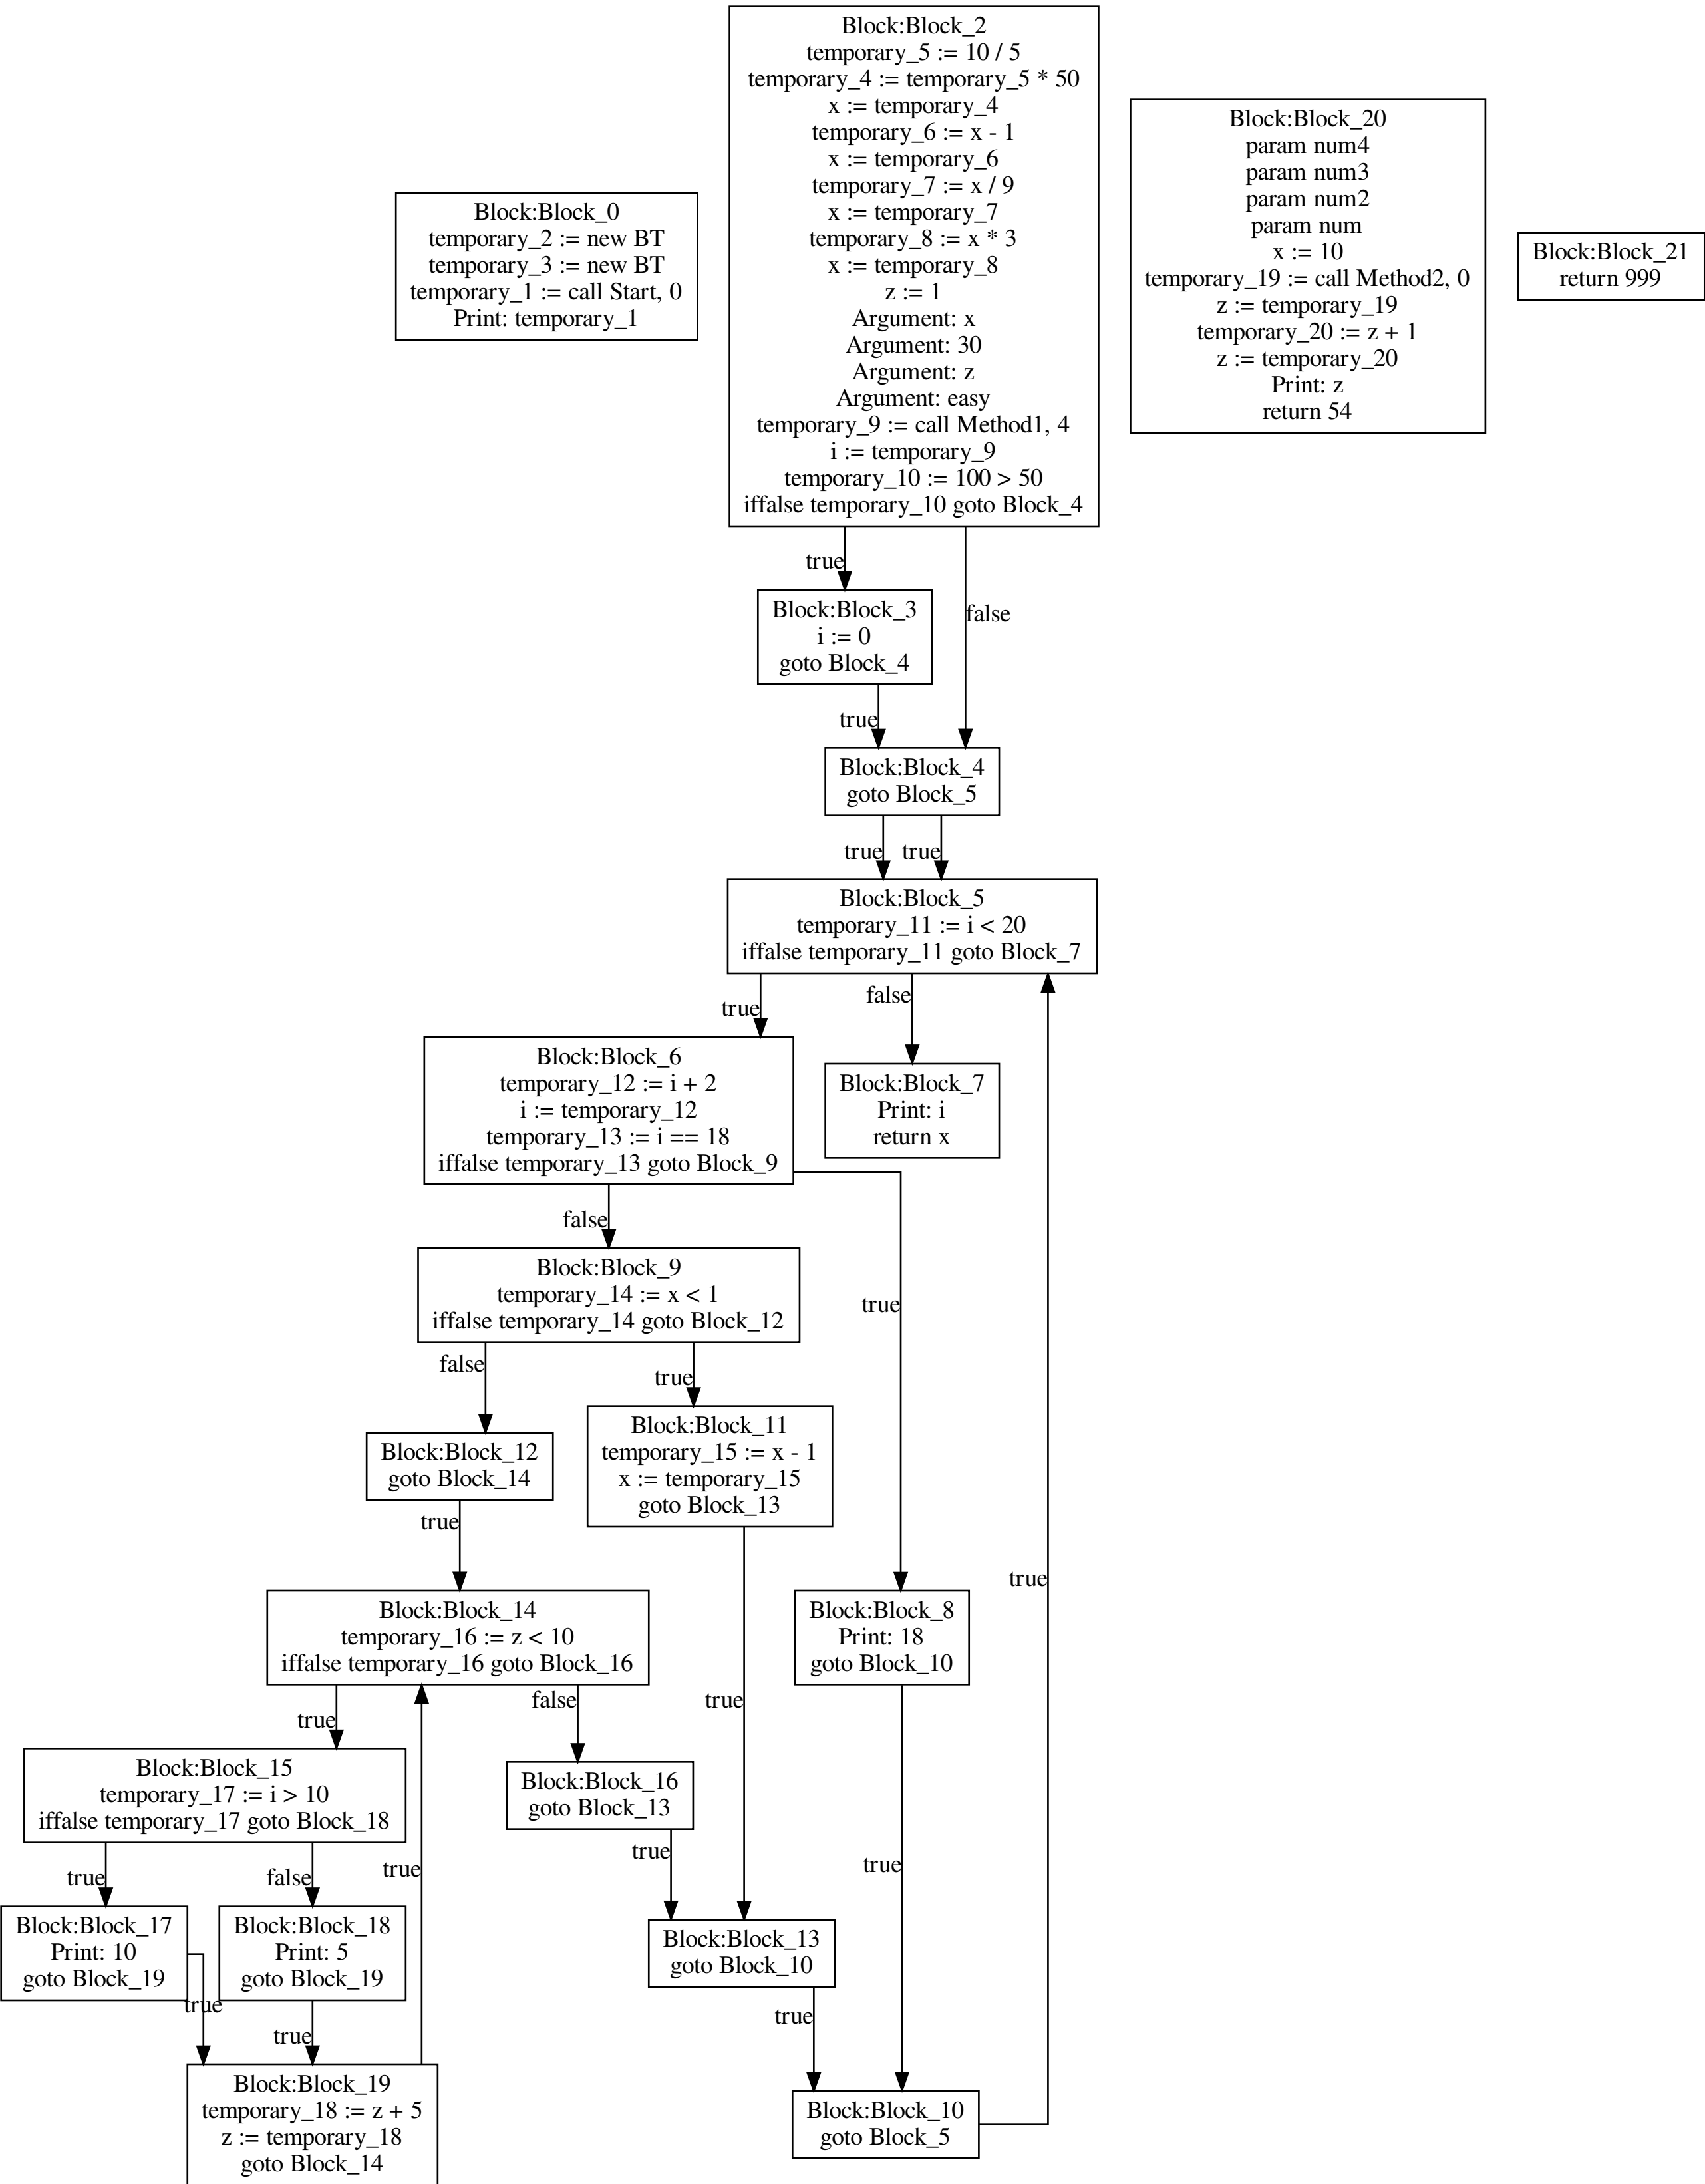 Block:Block_2
temporary_5 := 10 / 5
temporary_4 := temporary_5 * 50
x := temporary_4
temporary_6 := x - 1
x := temporary_6
temporary_7 := x / 9
x := temporary_7
temporary_8 := x * 3
x := temporary_8
z := 1
Argument: x
Argument: 30
Argument: z
Argument: easy
temporary_9 := call Method1, 4
i := temporary_9
temporary_10 := 100 > 50
iffalse temporary_10 goto Block_4
Block:Block_20
param num4
param num3
param num2
param num
x := 10
temporary_19 := call Method2, 0
z := temporary_19
temporary_20 := z + 1
z := temporary_20
Print: z
return 54
Block:Block_0
temporary_2 := new BT
temporary_3 := new BT
temporary_1 := call Start, 0
Print: temporary_1
Block:Block_21
return 999
true
false
Block:Block_3
i := 0
goto Block_4
true
Block:Block_4
goto Block_5
true
true
Block:Block_5
temporary_11 := i < 20
iffalse temporary_11 goto Block_7
true
false
Block:Block_6
temporary_12 := i + 2
i := temporary_12
temporary_13 := i == 18
iffalse temporary_13 goto Block_9
Block:Block_7
Print: i
return x
false
true
Block:Block_9
temporary_14 := x < 1
iffalse temporary_14 goto Block_12
false
true
Block:Block_12
goto Block_14
Block:Block_11
temporary_15 := x - 1
x := temporary_15
goto Block_13
true
true
Block:Block_14
temporary_16 := z < 10
iffalse temporary_16 goto Block_16
Block:Block_8
Print: 18
goto Block_10
true
false
true
Block:Block_15
temporary_17 := i > 10
iffalse temporary_17 goto Block_18
Block:Block_16
goto Block_13
true
false
true
true
true
Block:Block_17
Print: 10
goto Block_19
Block:Block_18
Print: 5
goto Block_19
Block:Block_13
goto Block_10
true
true
true
Block:Block_19
temporary_18 := z + 5
z := temporary_18
goto Block_14
Block:Block_10
goto Block_5